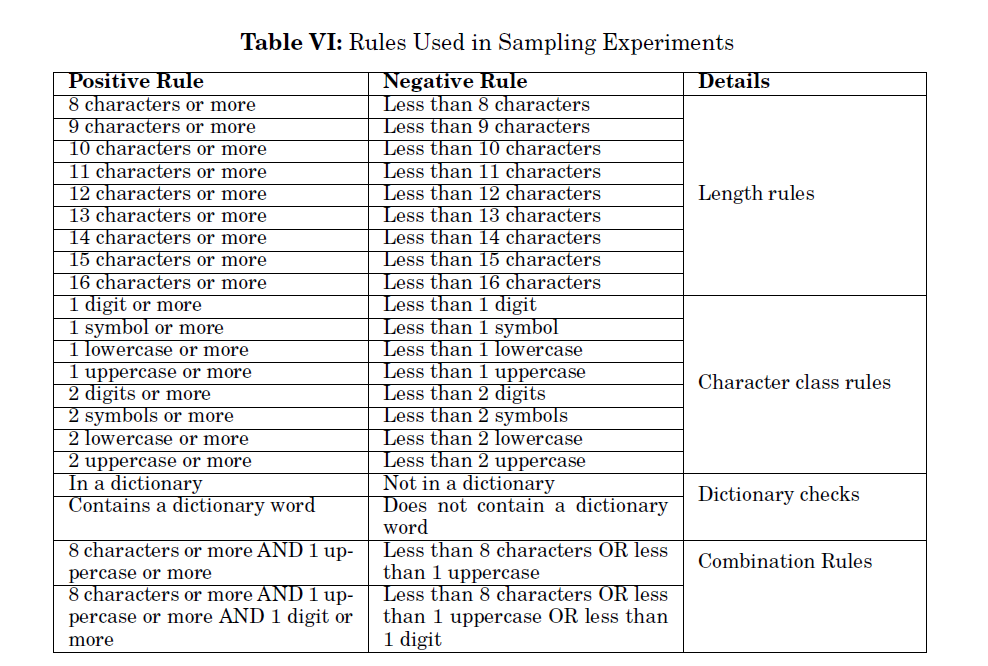 Table VI: Rules Used in Sampling Experiments
Positive Rule Negative Rule Details
8 characters or more Less than 8 characters
9 characters or more Less than 9 characters
10 characters or more Less than 10 characters
11 characters or more Less than 11 characters
12 characters or more Less than 12 characters Length rules
13 characters or more Less than 13 characters
14 characters or more Less than 14 characters
15 characters or more Less than 15 characters
16 characters or more Less than 16 characters
1 digit or more Less than 1 digit
1 symbol or more Less than 1 symbol
1 lowercase or more Less than 1 lowercase
1 uppercase or more Less than 1 uppercase
Character class rules
2 digits or more Less than 2 digits
2 symbols or more Less than 2 symbols
2 lowercase or more Less than 2 lowercase
2 uppercase or more Less than 2 uppercase
In a dictionary Not in a dictionary
Dictionary checks
Contains a dictionary word Does not contain a dictionary
word
8 characters or more AND 1 up- Less than 8 characters OR less
Combination Rules
percase or more than 1 uppercase
8 characters or more AND 1 up- Less than 8 characters OR less
percase or more AND 1 digit or than 1 uppercase OR less than
more 1 digit